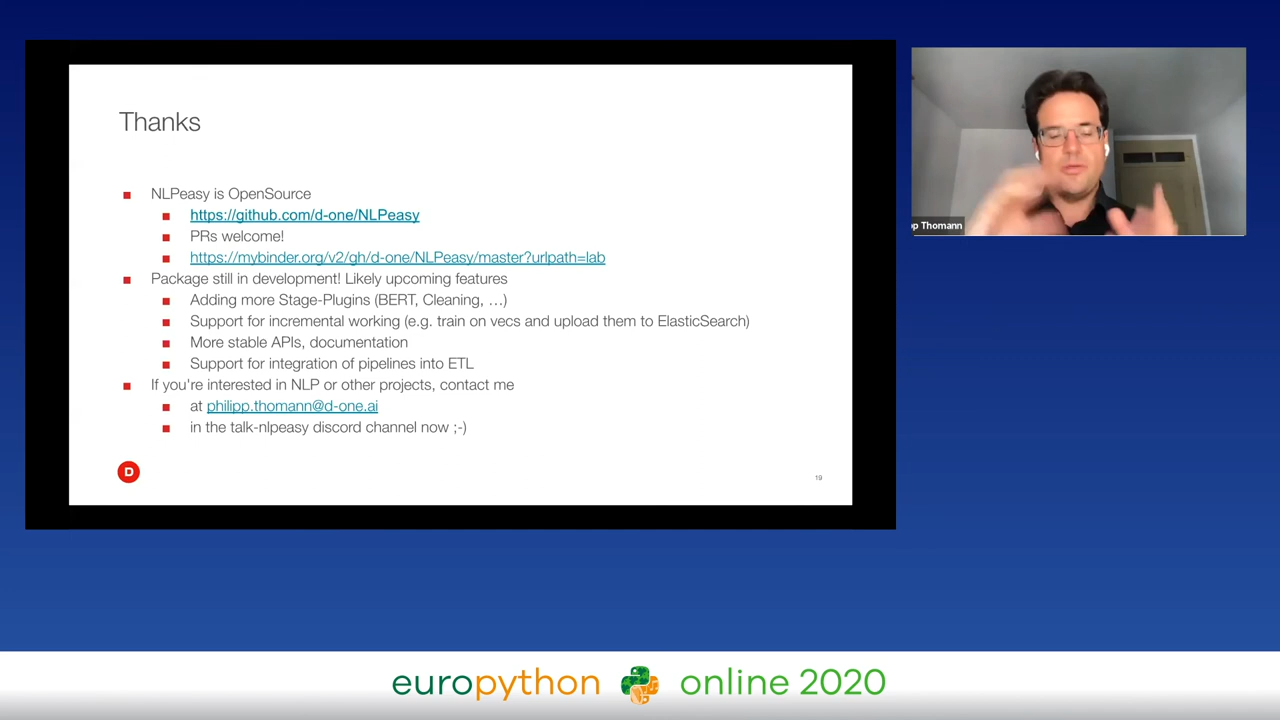 Thanks
NLPeasy is OpenSource
https://github.com/d-one/NLPeasy
PRs welcome!
https://mybinder.org/v2/gh/d-one/NLPeasy/master?urlpath=lab
Package still in development! Likely upcoming features
Adding more Stage-Plugins (BERT, Cleaning, …)
Support for incremental working (e.g. train on vecs and upload them to ElasticSearch)
More stable APIs, documentation
Support for integration of pipelines into ETL
If you're interested in NLP or other projects, contact me
at philipp.thomann@d-one.ai
in the talk-nlpeasy discord channel now ;-)
D
19
pp Thomann
europython online 2020